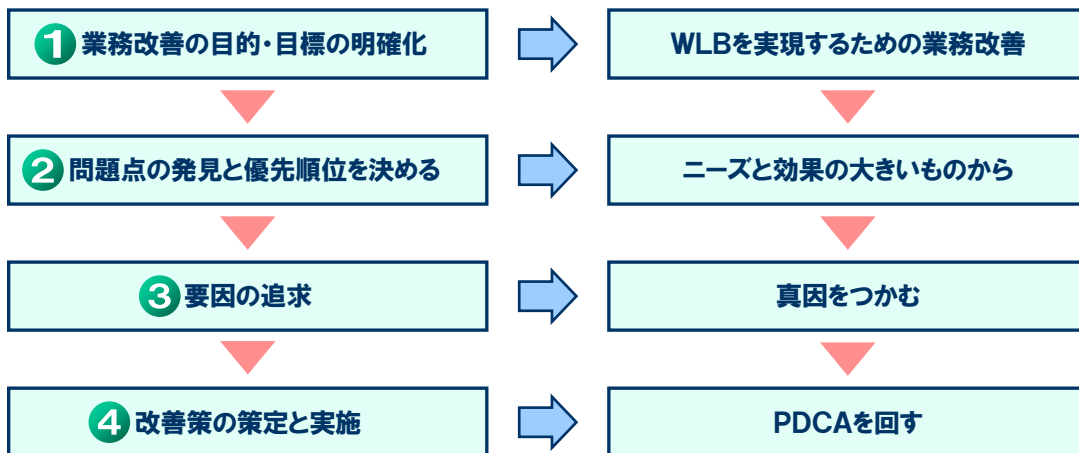 1 業務改善の目的・目標の明確化
WLBを実現するための業務改善
2 問題点の発見と優先順位を決める
ニーズと効果の大きいものから
3 要因の追求
真因をつかむ
4 改善策の策定と実施
PDCAを回す